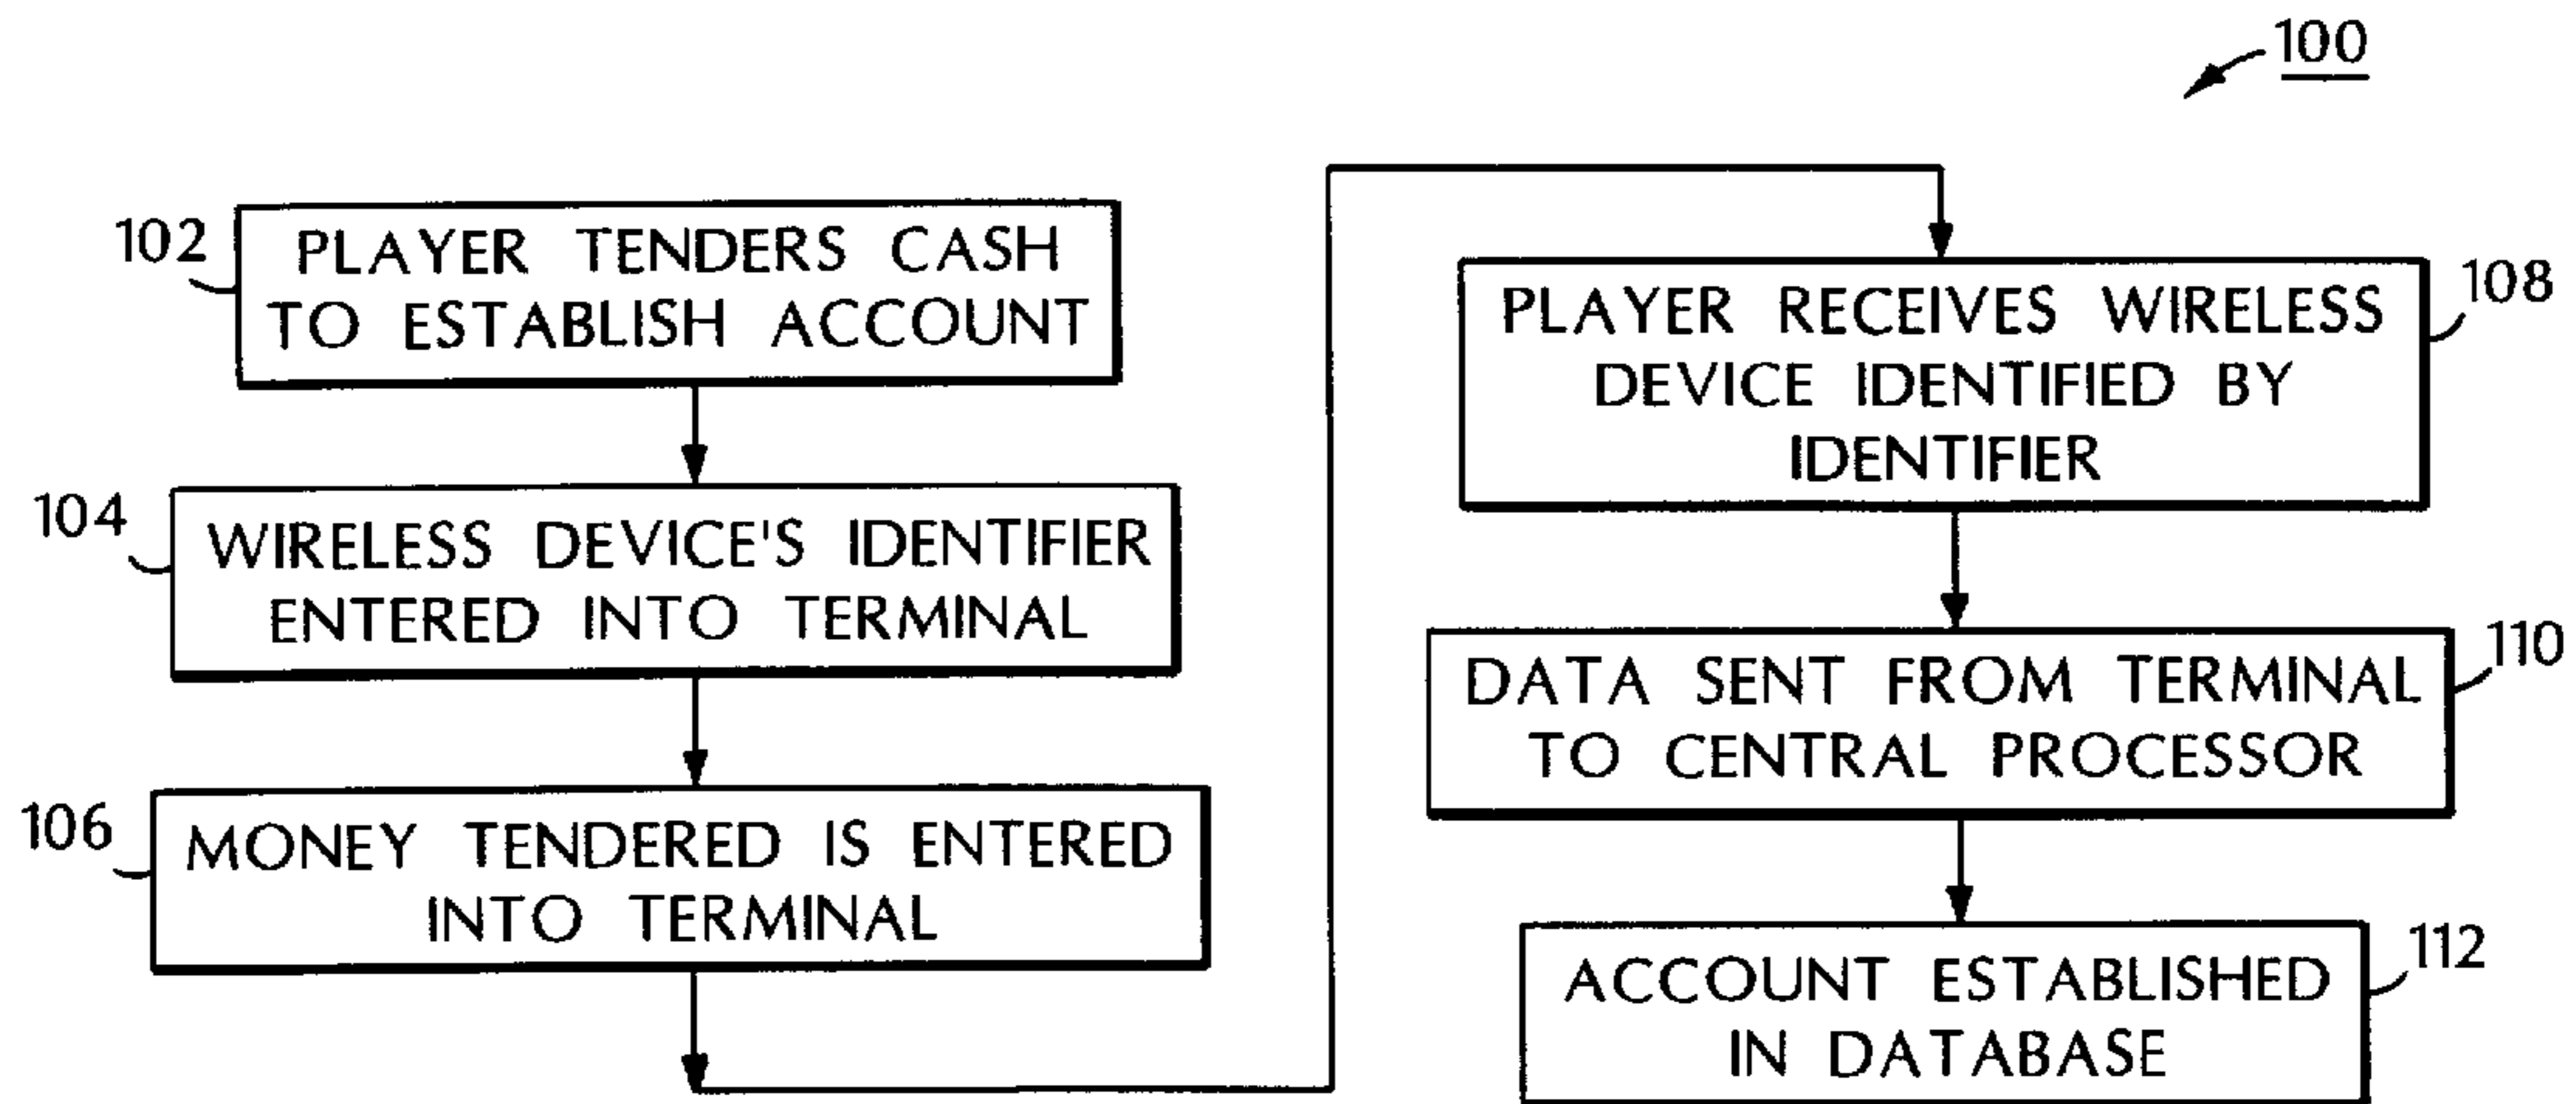 100
102
PLAYER TENDERS CASH
TO ESTABLISH ACCOUNT
104
WIRELESS DEVICE'S IDENTIFIER
ENTERED INTO TERMINAL
106
MONEY TENDERED IS ENTERED
INTO TERMINAL
108
PLAYER RECEIVES WIRELESS
DEVICE IDENTIFIED BY
IDENTIFIER
110
DATA SENT FROM TERMINAL
TO CENTRAL PROCESSOR
112
ACCOUNT ESTABLISHED
IN DATABASE